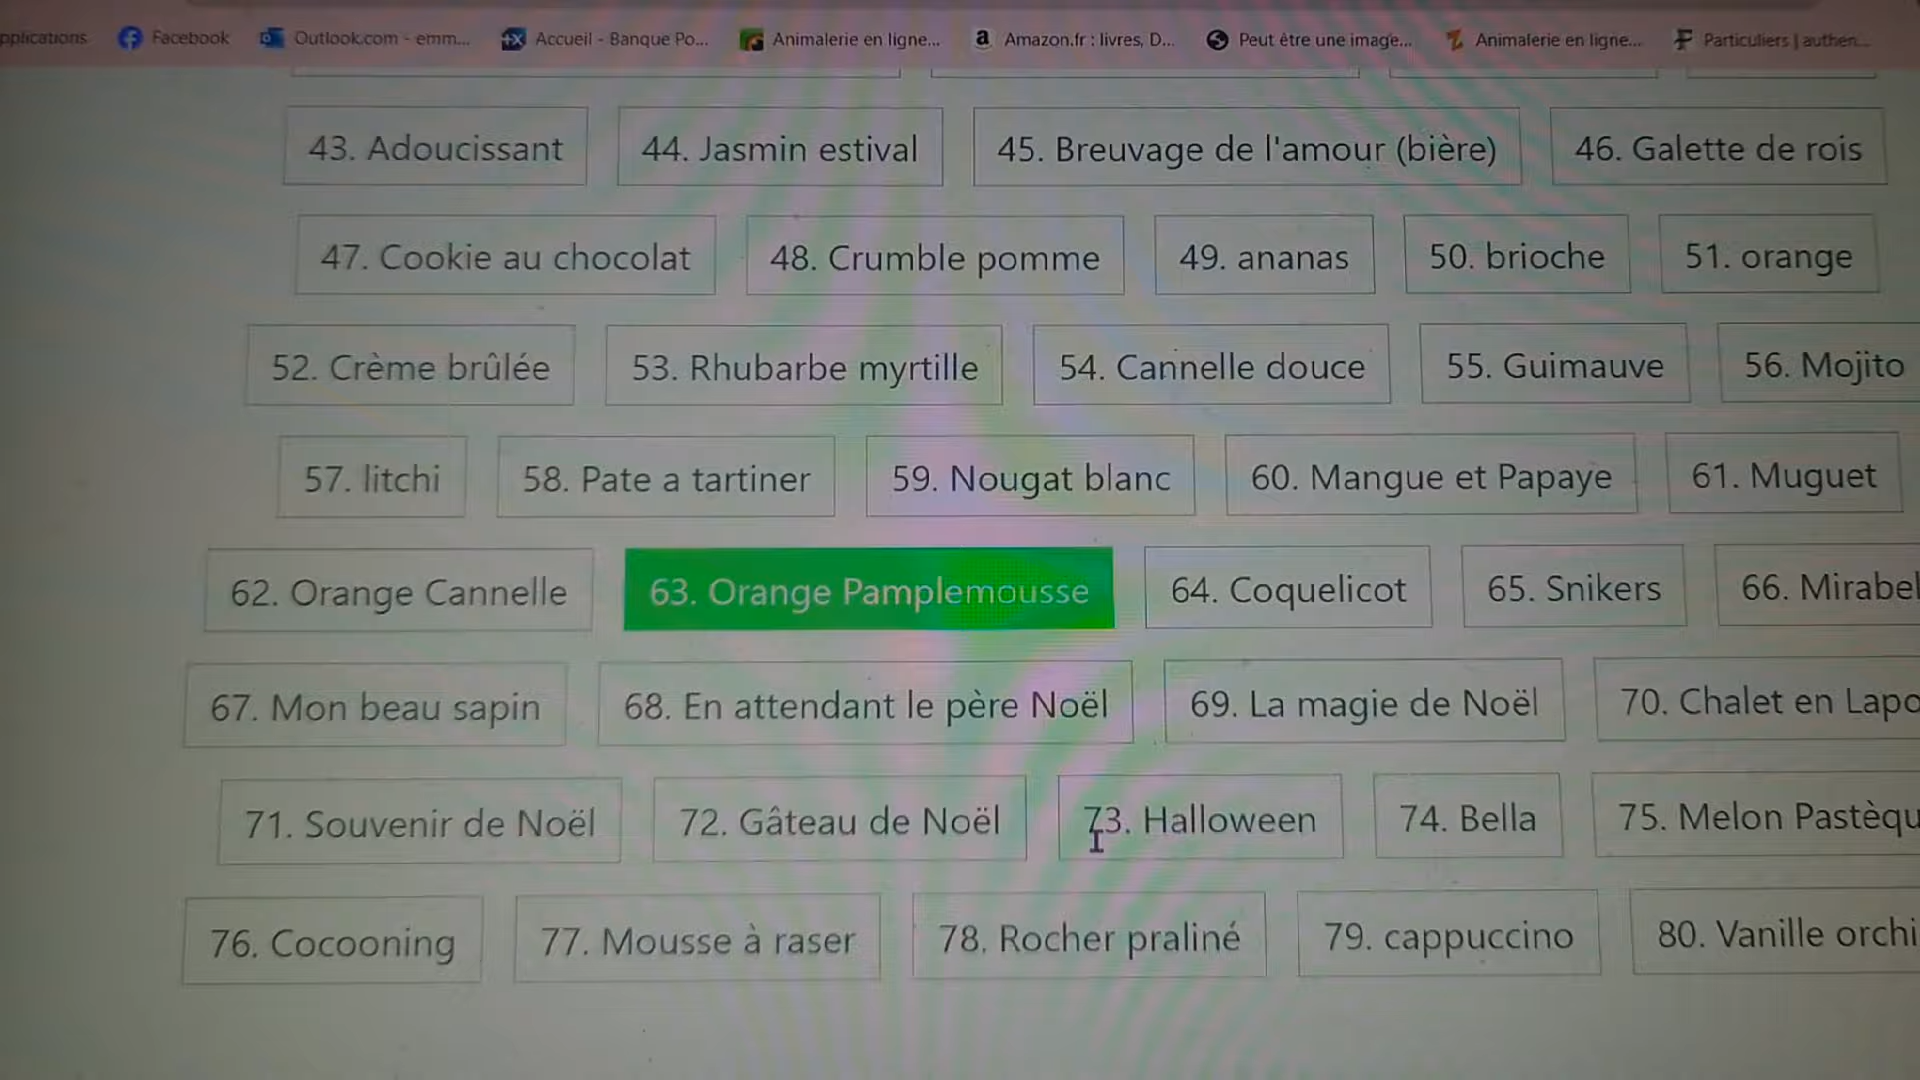 pplications Facebook Outlook.com - emm... Accueil - Banque Po... Animalerie en ligne... Amazon.fr : livres, D... Peut être une image... Animalerie en ligne... Particuliers | authen...
43. Adoucissant 44. Jasmin estival 45. Breuvage de l'amour (bière) 46. Galette de rois
47. Cookie au chocolat 48. Crumble pomme 49. ananas 50. brioche 51. orange
52. Crème brûlée 53. Rhubarbe myrtille 54. Cannelle douce 55. Guimauve 56. Mojito
57. litchi 58. Pate a tartiner 59. Nougat blanc 60. Mangue et Papaye 61. Muguet
62. Orange Cannelle 63. Orange Pamplemousse 64. Coquelicot 65. Snikers 66. Mirabel
67. Mon beau sapin 68. En attendant le père Noël 69. La magie de Noël 70. Chalet en Lapo
71. Souvenir de Noël 72. Gâteau de Noël 73. Halloween 74. Bella 75. Melon Pastèqu
76. Cocooning 77. Mousse à raser 78. Rocher praliné 79. cappuccino 80. Vanille orchi